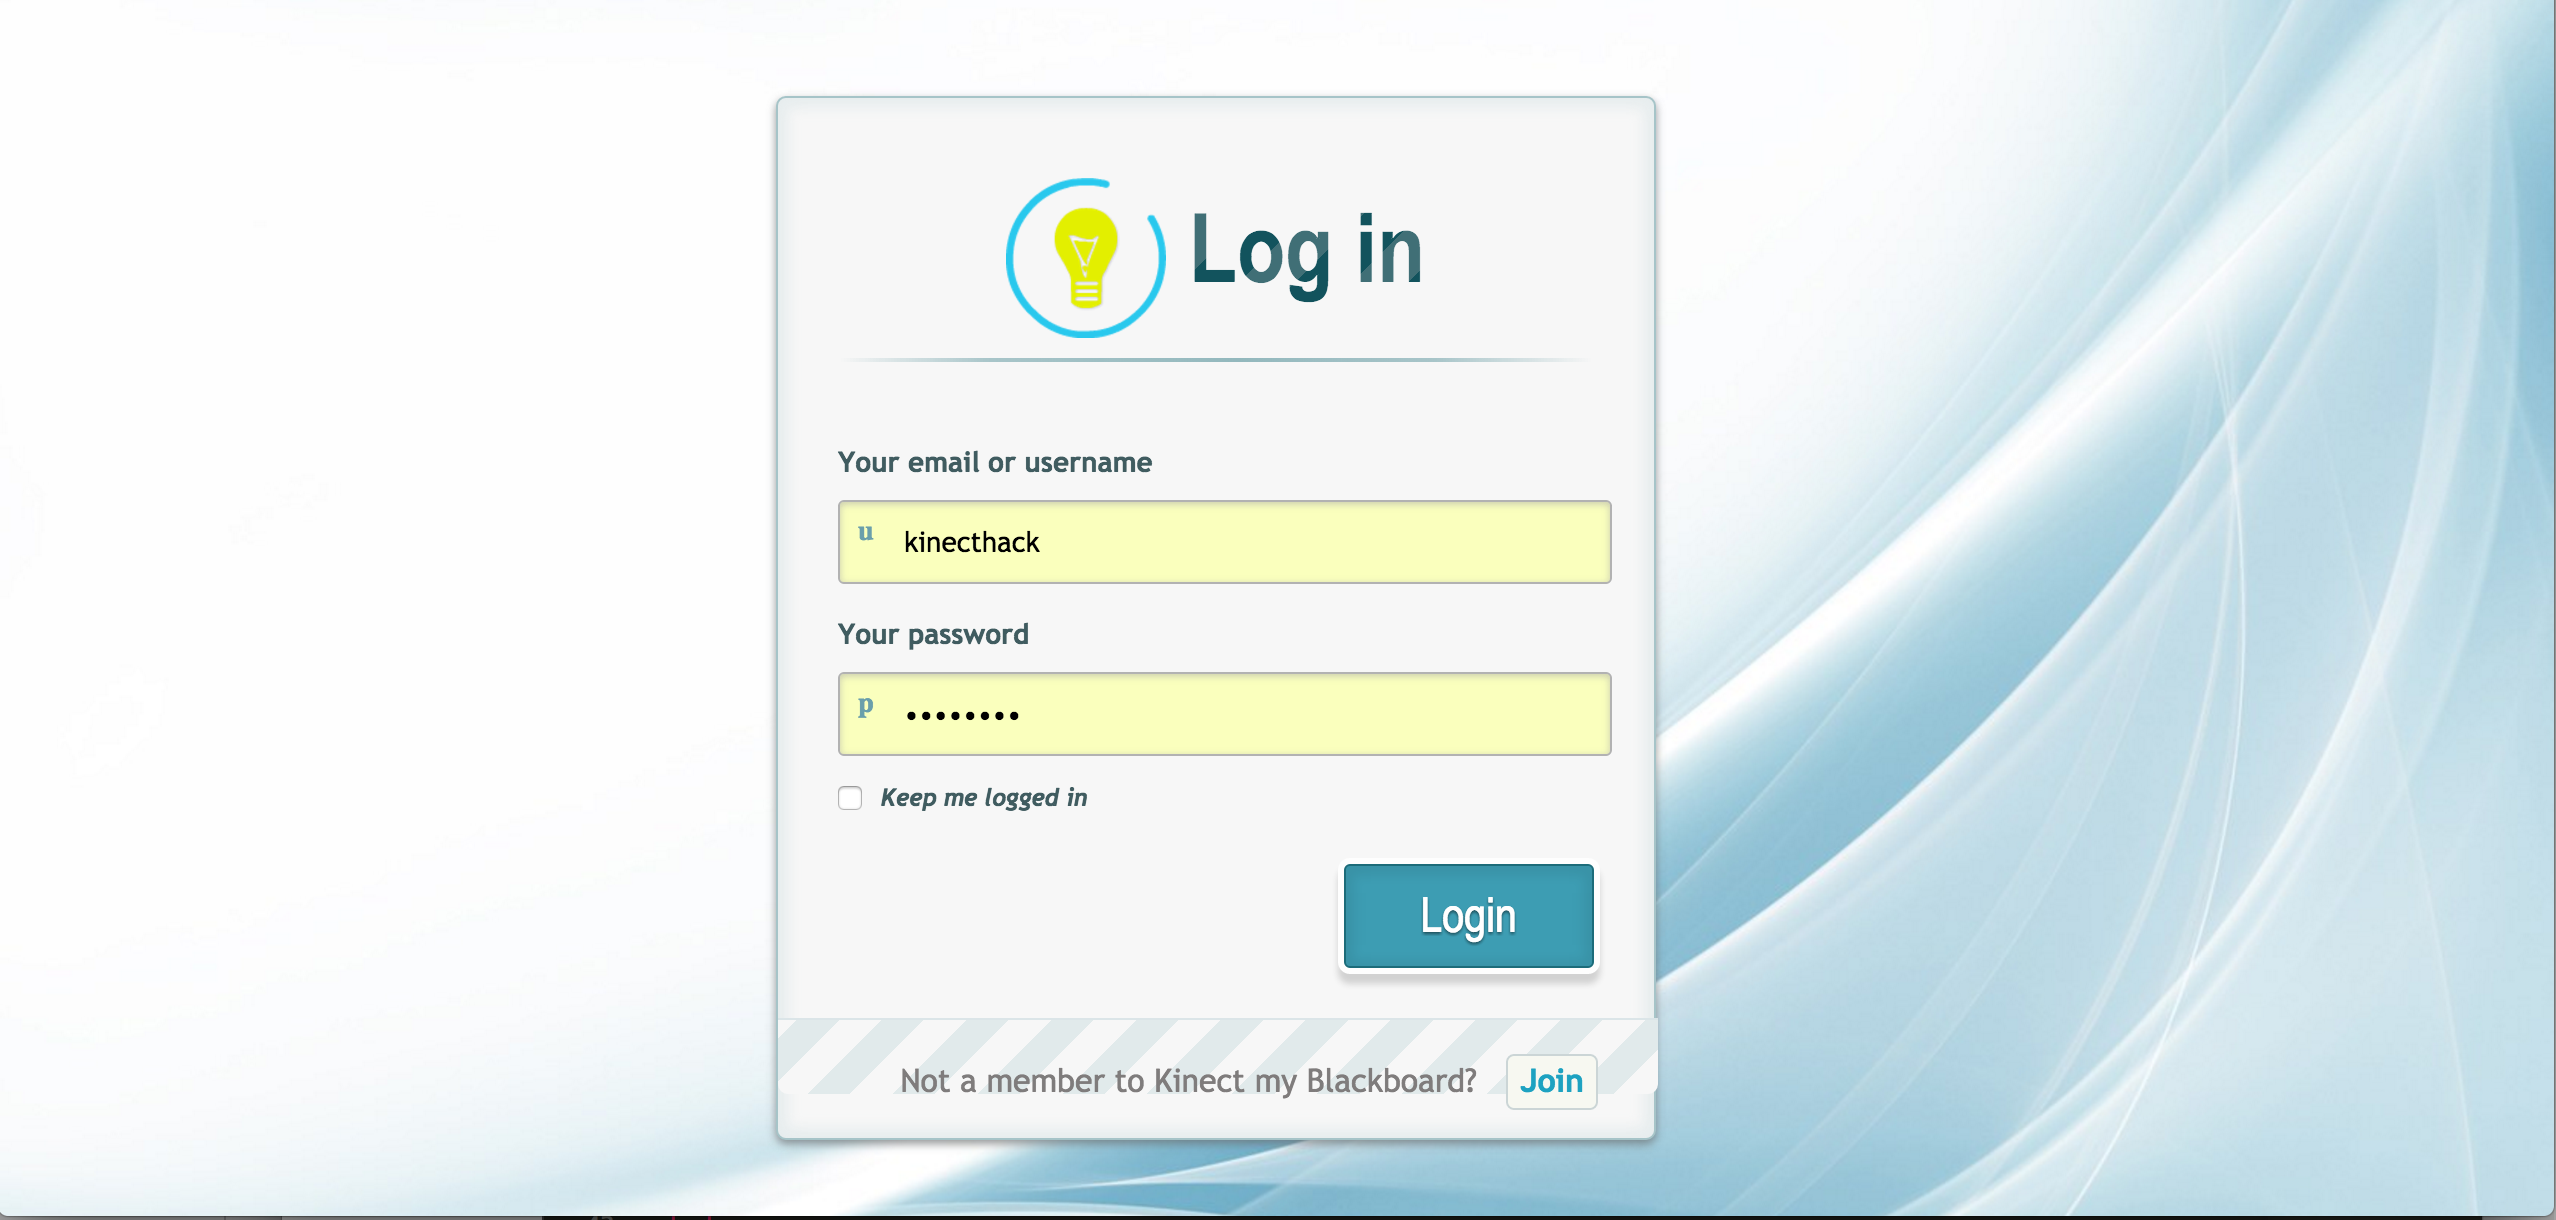 Log in
Your email or username
u kinecthack
Your password
p ••••••••
Keep me logged in
Login
Not a member to Kinect my Blackboard? Join